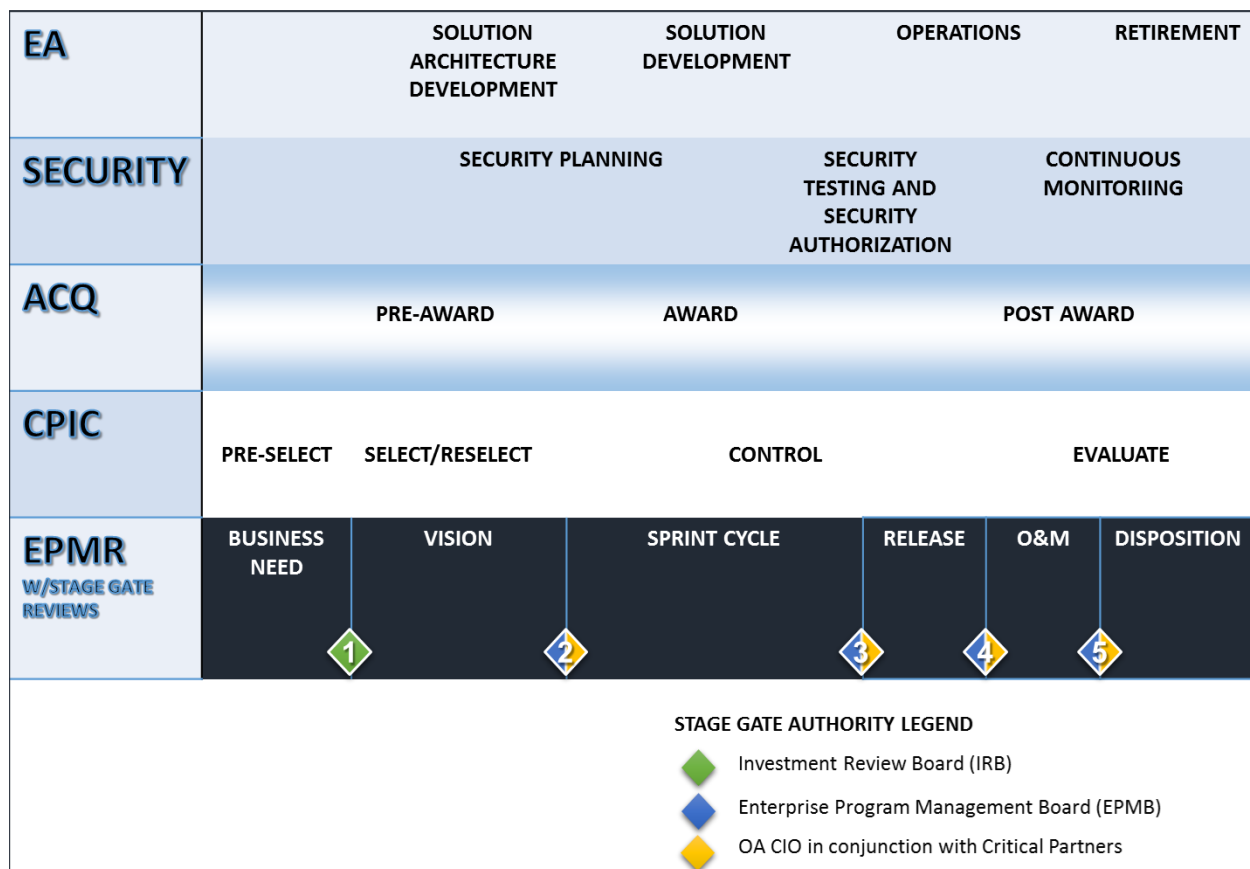 EA
SOLUTION
ARCHITECTURE
DEVELOPMENT
SOLUTION
DEVELOPMENT
OPERATIONS
RETIREMENT
SECURITY
SECURITY PLANNING
SECURITY
TESTING AND
SECURITY
AUTHORIZATION
CONTINUOUS
MONITORIING
ACQ
PRE-AWARD
AWARD
POST AWARD
CPIC
PRE-SELECT
SELECT/RESELECT
CONTROL
EVALUATE
EPMR
W/STAGE GATE
REVIEWS
BUSINESS
NEED
VISION
SPRINT CYCLE
RELEASE
O&M
DISPOSITION
1
2
3
4
5
STAGE GATE AUTHORITY LEGEND
Investment Review Board (IRB)
Enterprise Program Management Board (EPMB)
OA CIO in conjunction with Critical Partners